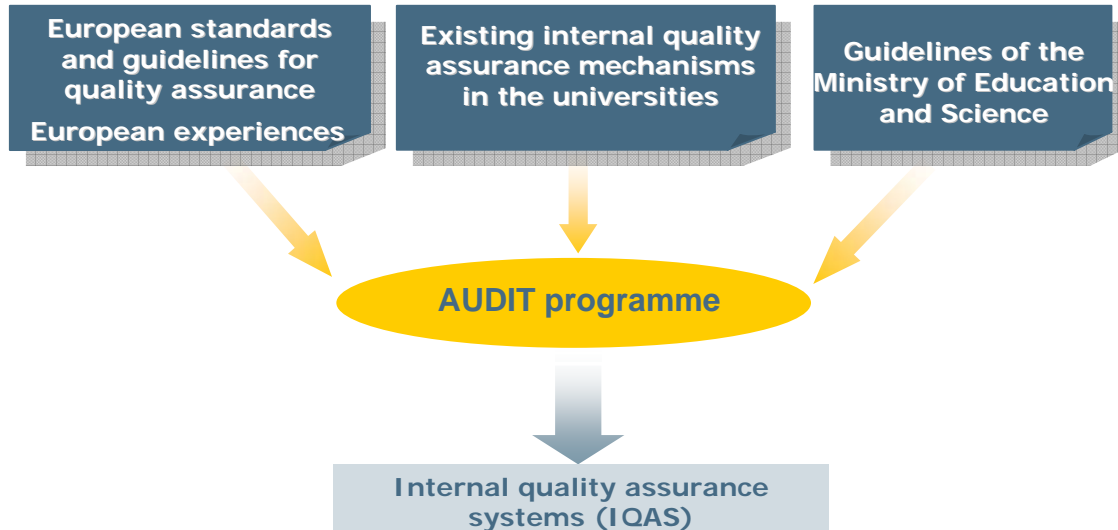 European standards
and guidelines for
quality assurance
European experiences
Existing internal quality
assurance mechanisms
in the universities
Guidelines of the
Ministry of Education
and Science
AUDIT programme
Internal quality assurance
systems (IQAS)